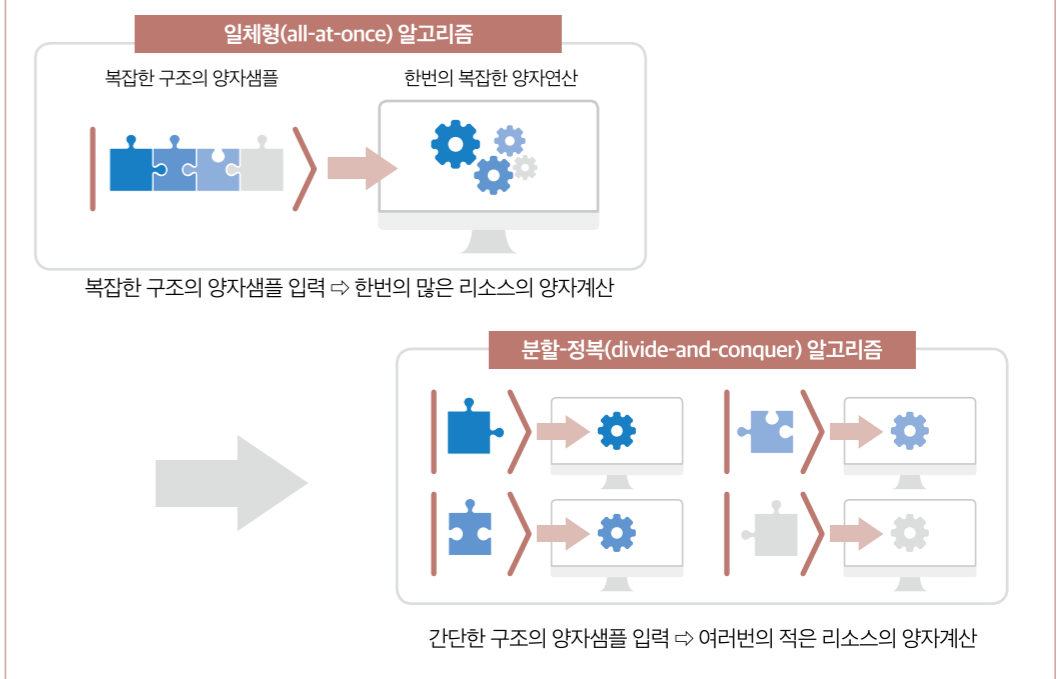 일체형(all-at-once) 알고리즘
복잡한 구조의 양자샘플
한번의 복잡한 양자연산
복잡한 구조의 양자샘플 입력 ⇨ 한번의 많은 리소스의 양자계산
분할-정복(divide-and-conquer) 알고리즘
간단한 구조의 양자샘플 입력 ⇨ 여러번의 적은 리소스의 양자계산